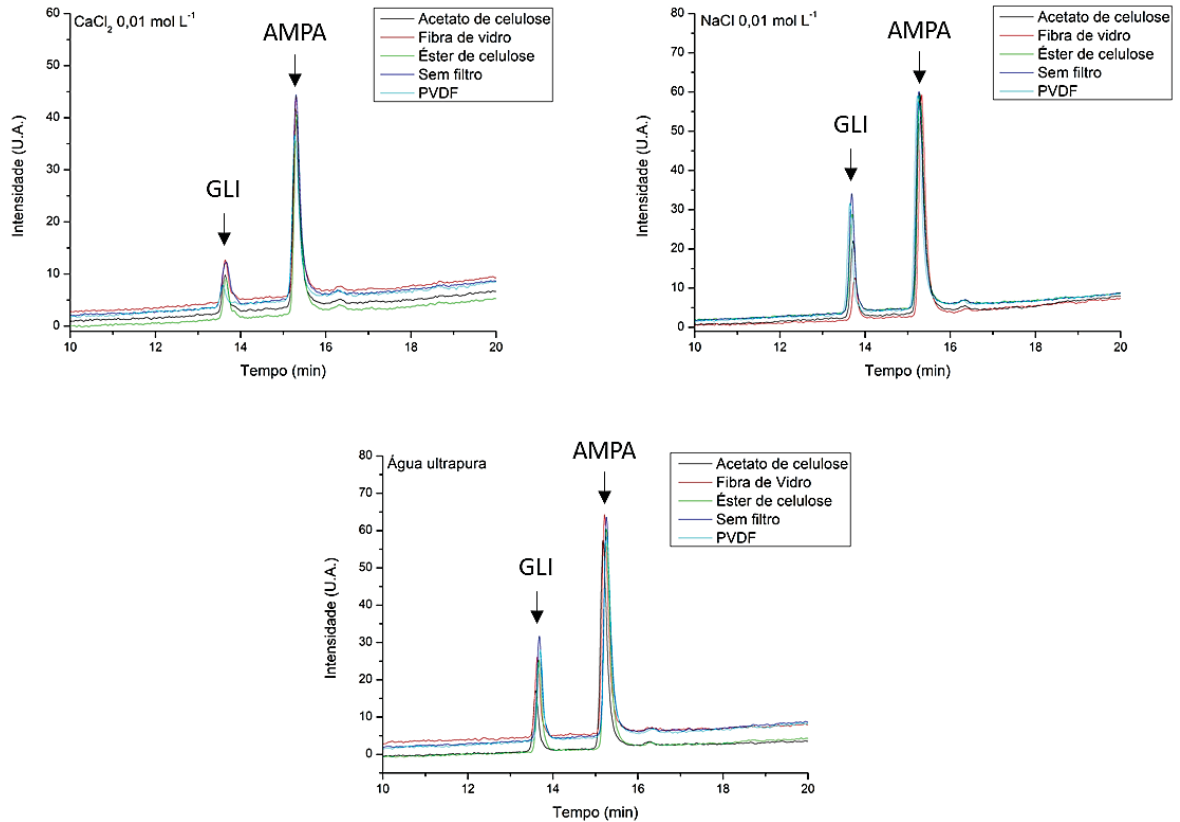 CaCl2 0,01 mol L-1
AMPA
GLI
Acetato de celulose
Fibra de vidro
Éster de celulose
Sem filtro
PVDF
Intensidade (U.A.)
60
50
40
30
20
10
0
10 12 14 16 18 20
Tempo (min)
NaCl 0,01 mol L-1
AMPA
GLI
Acetato de celulose
Fibra de vidro
Éster de celulose
Sem filtro
PVDF
Intensidade (U.A.)
80
70
60
50
40
30
20
10
0
10 12 14 16 18 20
Tempo (min)
Água ultrapura
AMPA
GLI
Acetato de celulose
Fibra de Vidro
Éster de celulose
Sem filtro
PVDF
Intensidade (U.A.)
80
70
60
50
40
30
20
10
0
10 12 14 16 18 20
Tempo (min)